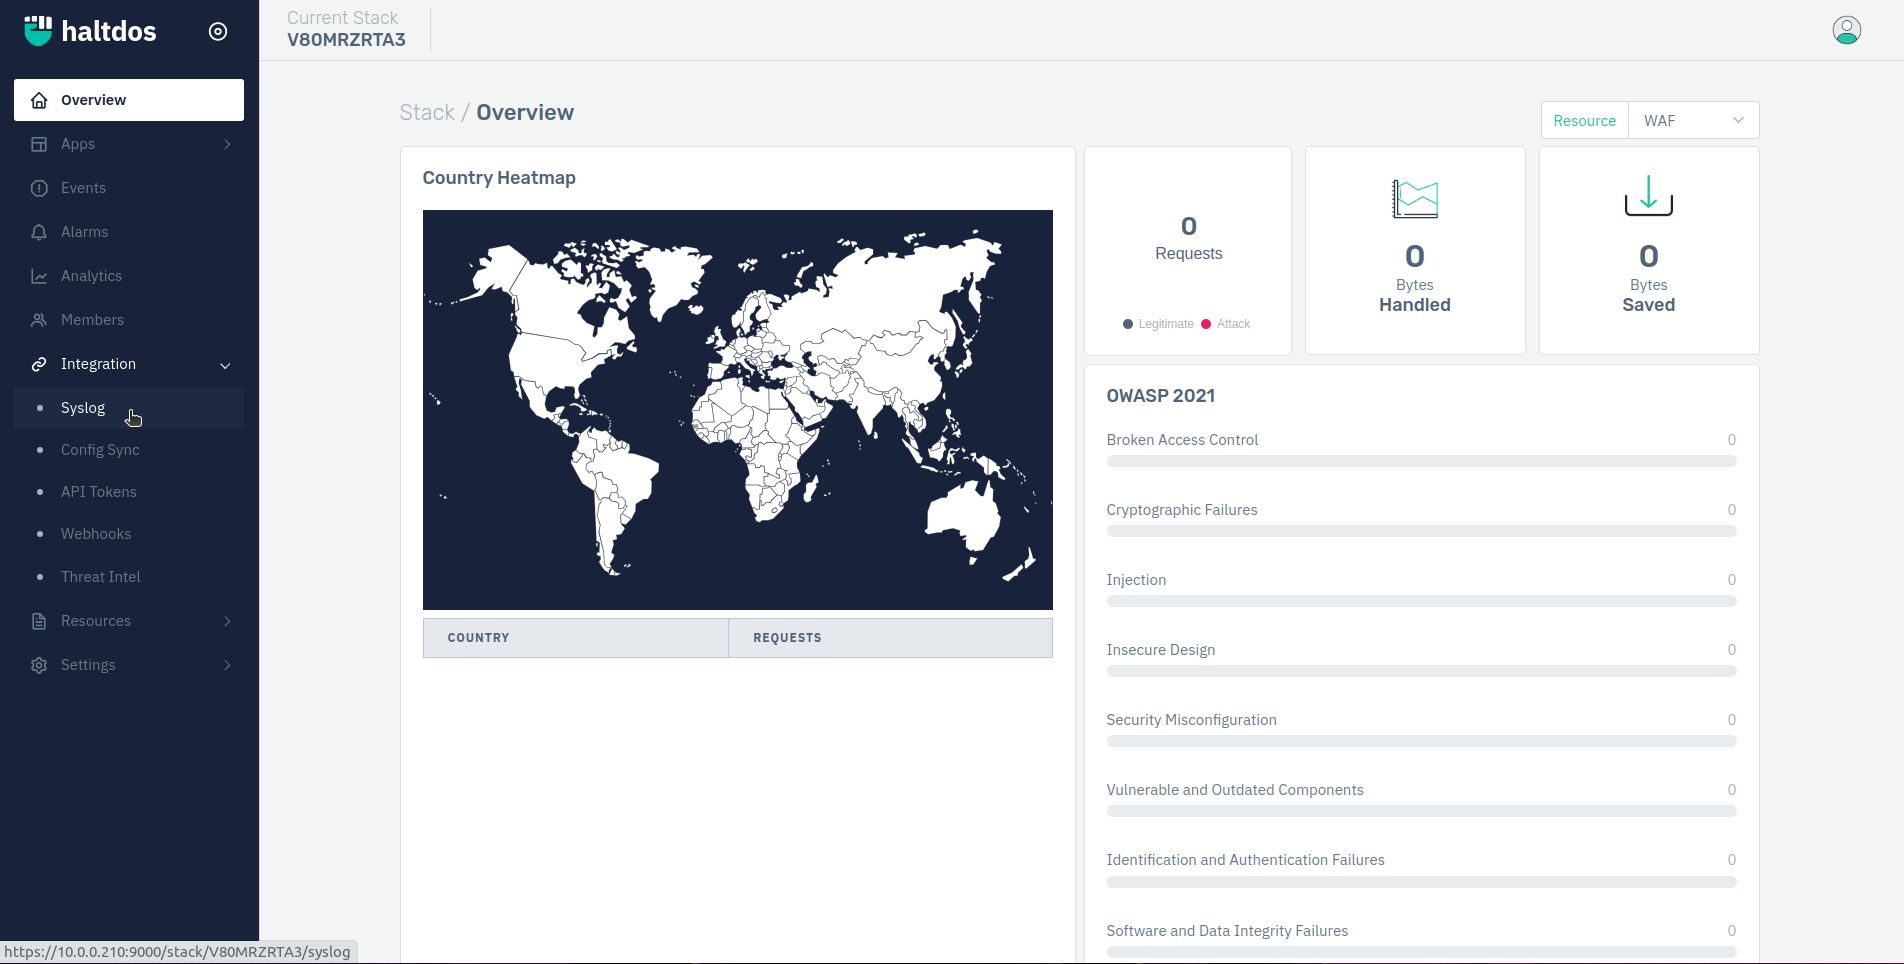 haltdos
Current Stack
V80MRZRTA3
Overview
Apps
Events
Alarms
Analytics
Members
Integration
Syslog
Config Sync
API Tokens
Webhooks
Threat Intel
Resources
Settings
Stack / Overview
Resource WAF
Country Heatmap
COUNTRY REQUESTS
0
Requests
Legitimate Attack
0
Bytes
Handled
0
Bytes
Saved
OWASP 2021
Broken Access Control 0
Cryptographic Failures 0
Injection 0
Insecure Design 0
Security Misconfiguration 0
Vulnerable and Outdated Components 0
Identification and Authentication Failures 0
Software and Data Integrity Failures 0
https://10.0.0.210:9000/stack/V80MRZRTA3/syslog